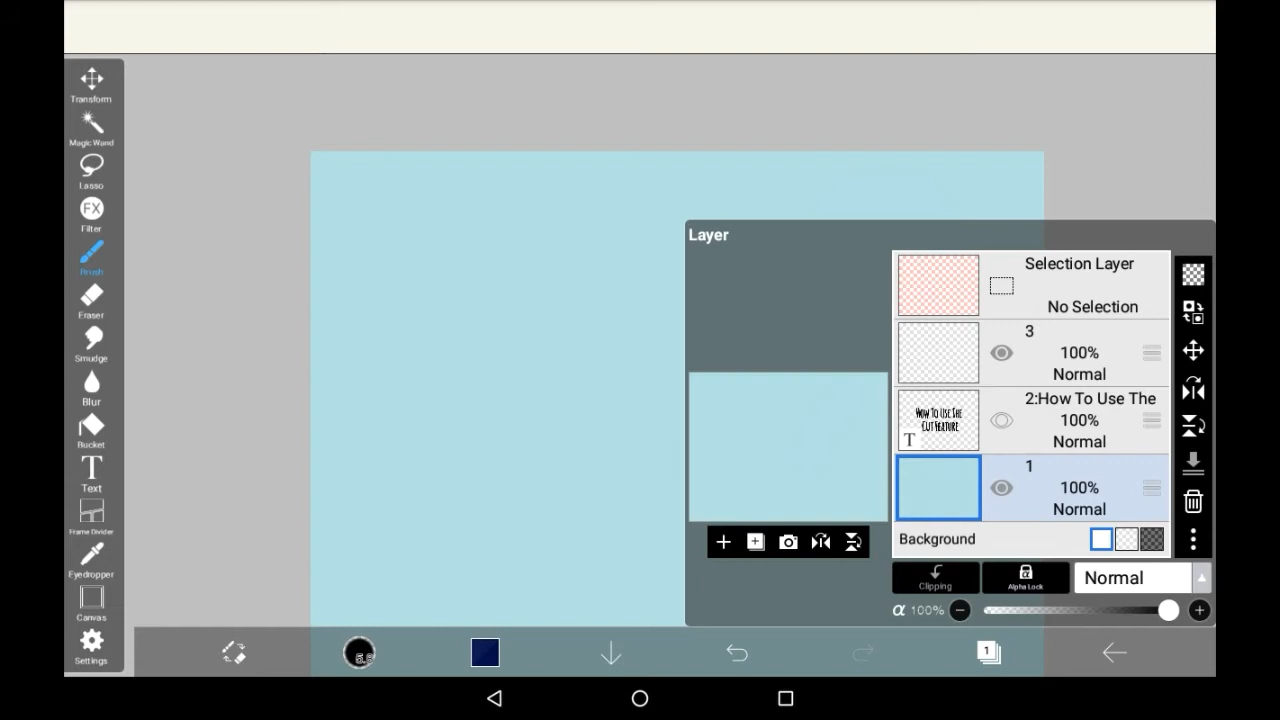 Transform
Magic Wand
Lasso
FX
Filter
Brush
Eraser
Smudge
Blur
Bucket
T
Text
Frame Divider
Eyedropper
Canvas
Settings
Layer
Selection Layer
No Selection
3
100%
Normal
How To Use The
Cut Feature
T
2:How To Use The
100%
Normal
1
100%
Normal
Background
Clipping
α
Alpha Lock
Normal
α 100%
5.8
1